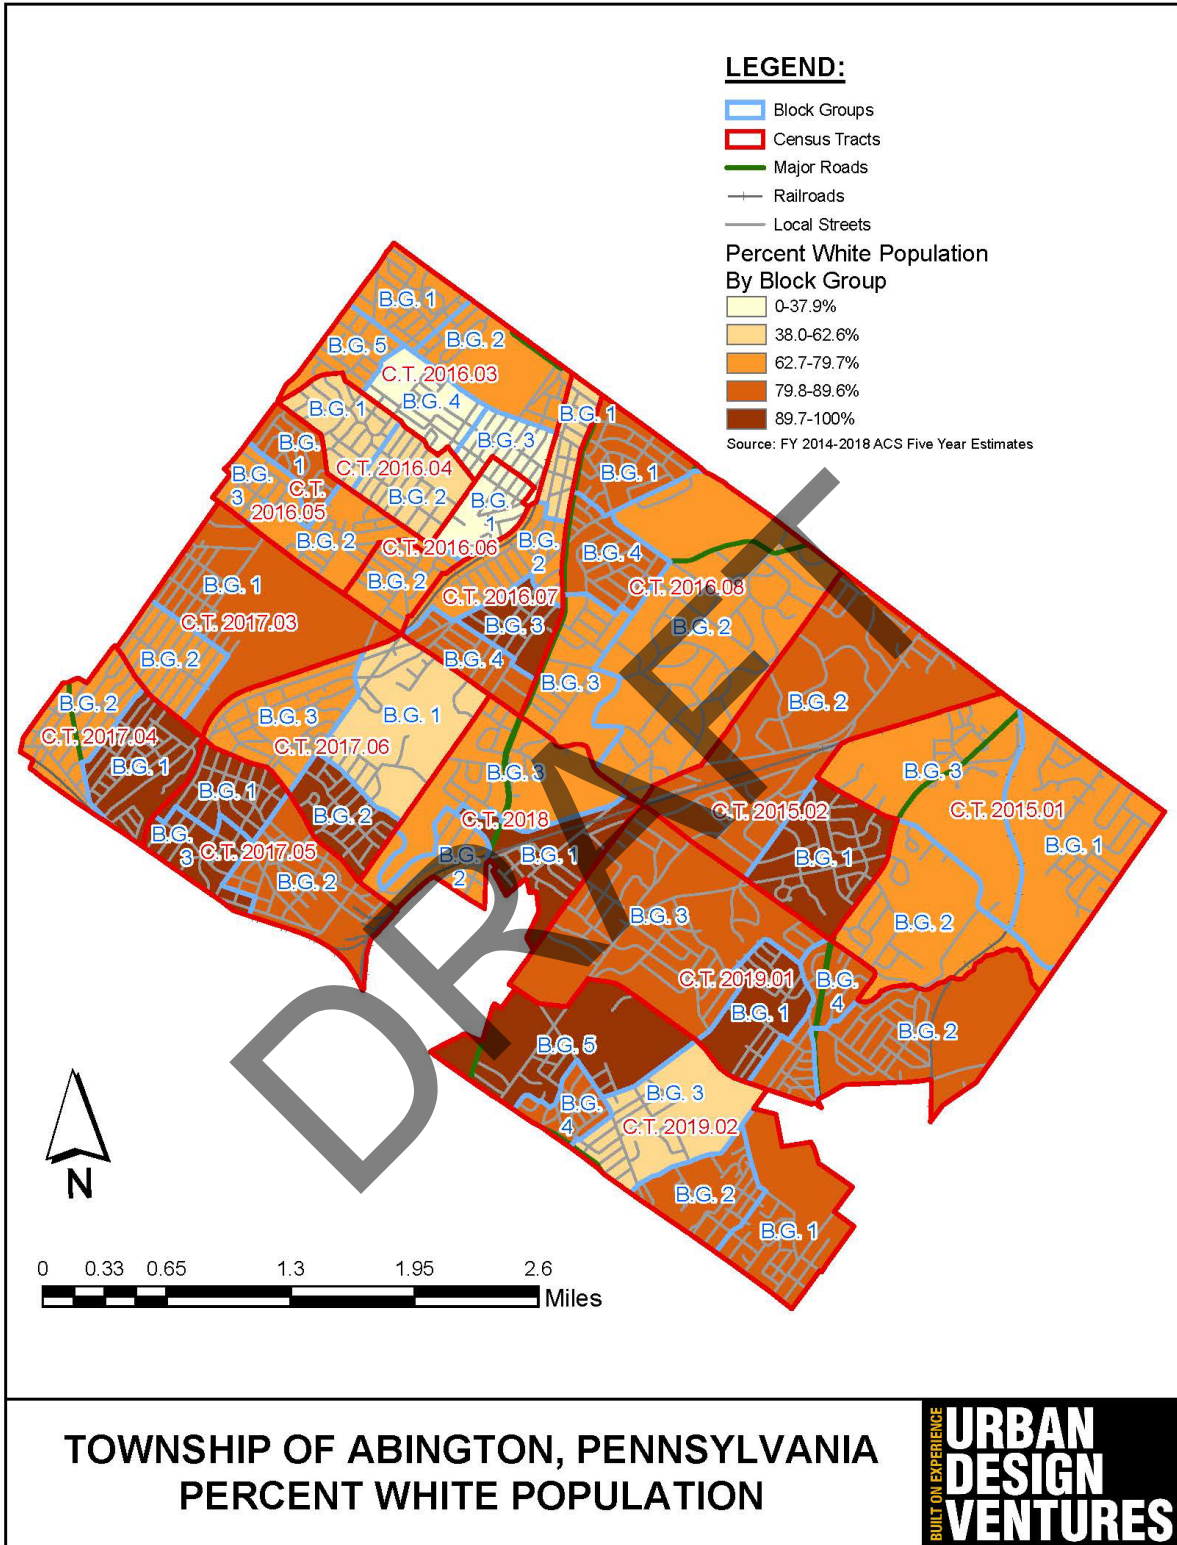 LEGEND:
Block Groups
Census Tracts
Major Roads
Railroads
Local Streets
Percent White Population
By Block Group
0-37.9%
38.0-62.6%
62.7-79.7%
79.8-89.6%
89.7-100%
Source: FY 2014-2018 ACS Five Year Estimates
B.G. 1
B.G. 2
B.G. 5
C.T. 2016.03
B.G. 4
B.G. 1
B.G. 1
B.G. 3
B.G.
1
C.T. 2016.04
B.G. 1
B.G.
3
C.T.
2016.05
B.G. 2
B.G.
1
B.G. 2
C.T. 2016.06
B.G.
2
B.G. 4
B.G. 1
B.G. 2
C.T. 2016.07
C.T. 2016.08
C.T. 2017.03
B.G. 3
B.G. 2
B.G. 2
B.G. 4
B.G. 3
B.G. 2
B.G. 2
B.G. 3
B.G. 1
C.T. 2017.04
C.T. 2017.06
B.G. 1
B.G. 3
B.G. 3
B.G. 1
B.G. 2
C.T. 2018
C.T. 2015.02
C.T. 2015.01
B.G.
3
C.T. 2017.05
B.G.
2
B.G. 1
B.G. 1
B.G. 1
B.G. 2
B.G. 3
B.G. 2
C.T. 2019.01
B.G.
4
B.G. 1
B.G. 2
B.G. 5
B.G. 3
B.G.
4
C.T. 2019.02
B.G. 2
B.G. 1
DRAFT
N
0 0.33 0.65 1.3 1.95 2.6
Miles
TOWNSHIP OF ABINGTON, PENNSYLVANIA
PERCENT WHITE POPULATION
BUILT ON EXPERIENCE
URBAN
DESIGN
VENTURES